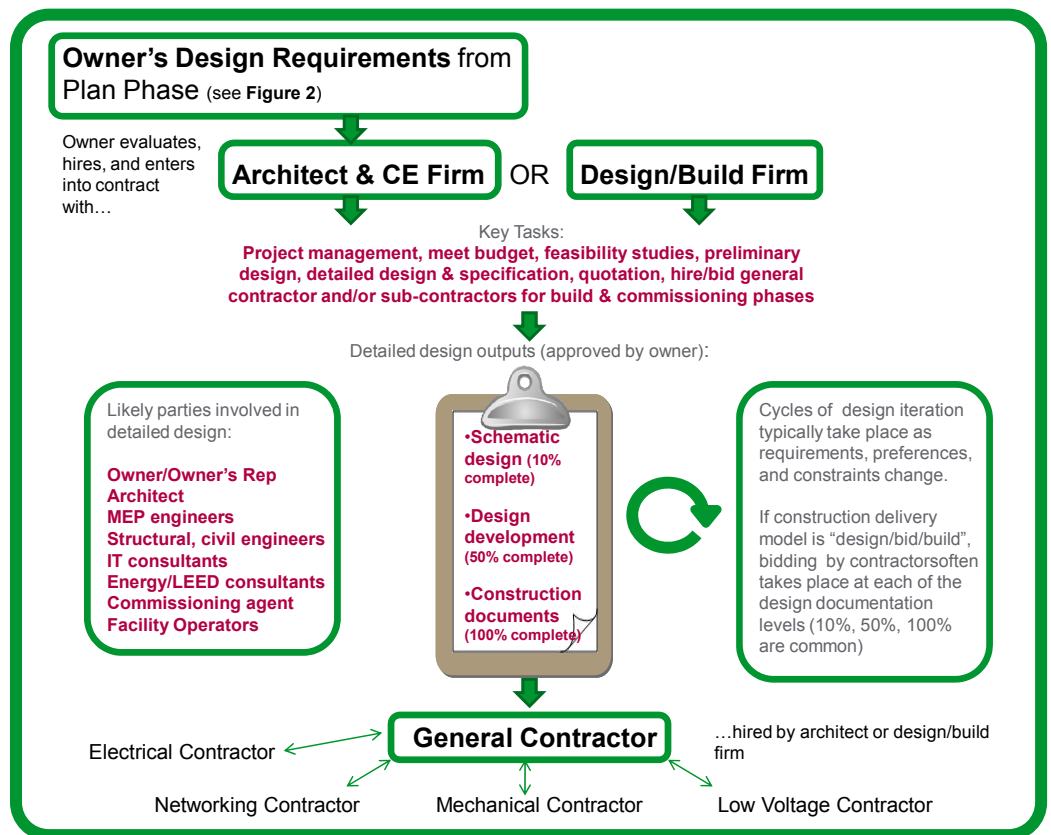 Owner's Design Requirements from
Plan Phase (see Figure 2)
Owner evaluates,
hires, and enters
into contract
with…
Architect & CE Firm
OR
Design/Build Firm
Key Tasks:
Project management, meet budget, feasibility studies, preliminary
design, detailed design & specification, quotation, hire/bid general
contractor and/or sub-contractors for build & commissioning phases
Detailed design outputs (approved by owner):
Likely parties involved in
detailed design:
Owner/Owner's Rep
Architect
MEP engineers
Structural, civil engineers
IT consultants
Energy/LEED consultants
Commissioning agent
Facility Operators
•Schematic
design (10%
complete)
•Design
development
(50% complete)
•Construction
documents
(100% complete)
Cycles of design iteration
typically take place as
requirements, preferences,
and constraints change.
If construction delivery
model is "design/bid/build",
bidding by contractorsoften
takes place at each of the
design documentation
levels (10%, 50%, 100%
are common)
General Contractor
…hired by architect or design/build
firm
Electrical Contractor
Networking Contractor
Mechanical Contractor
Low Voltage Contractor